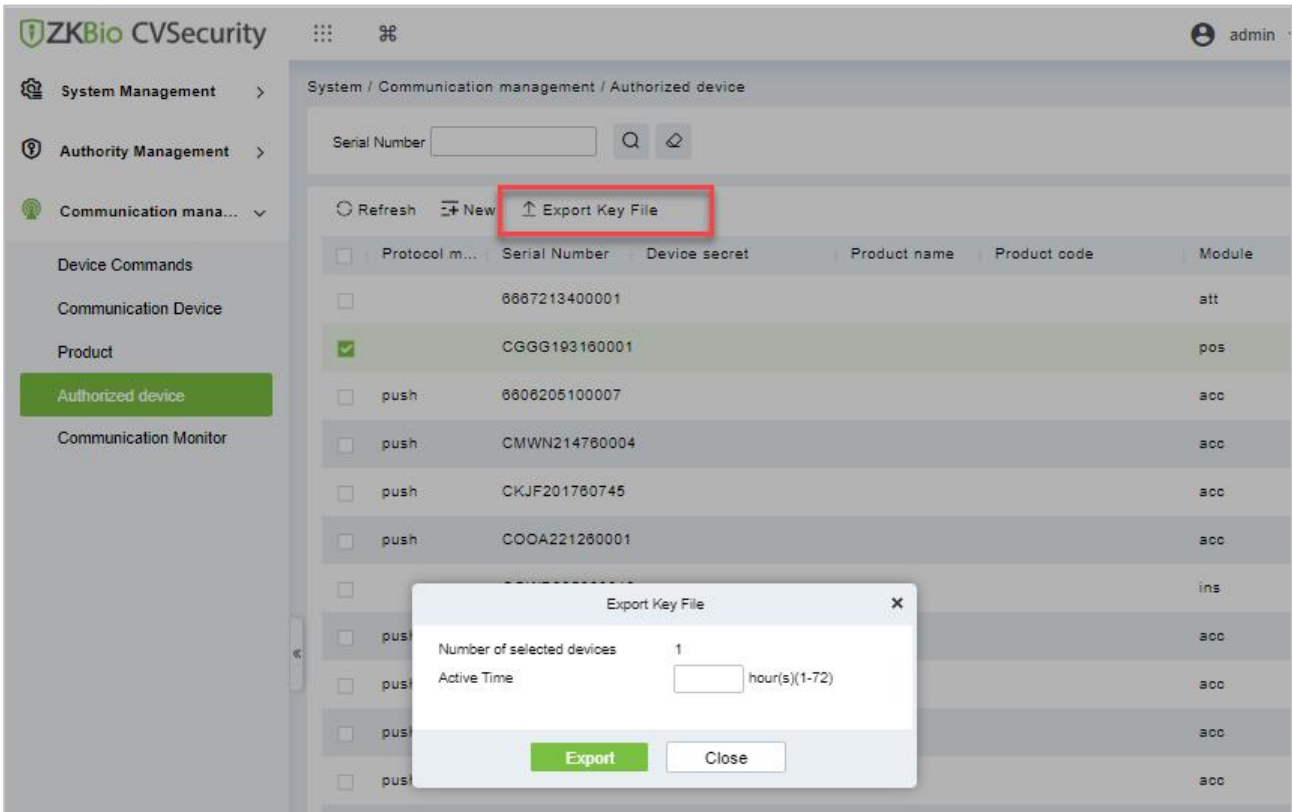 ZKBio CVSecurity
admin
System Management
Authority Management
Communication mana...
Device Commands
Communication Device
Product
Authorized device
Communication Monitor
System / Communication management / Authorized device
Serial Number
Refresh New Export Key File
Protocol m... Serial Number Device secret Product name Product code Module
6667213400001 att
CGGG193160001 pos
push 6606205100007 acc
push CMWN214760004 acc
push CKJF201760745 acc
push COOA221260001 acc
ins
push acc
push acc
push acc
push acc
Export Key File
Number of selected devices 1
Active Time hour(s)(1-72)
Export Close